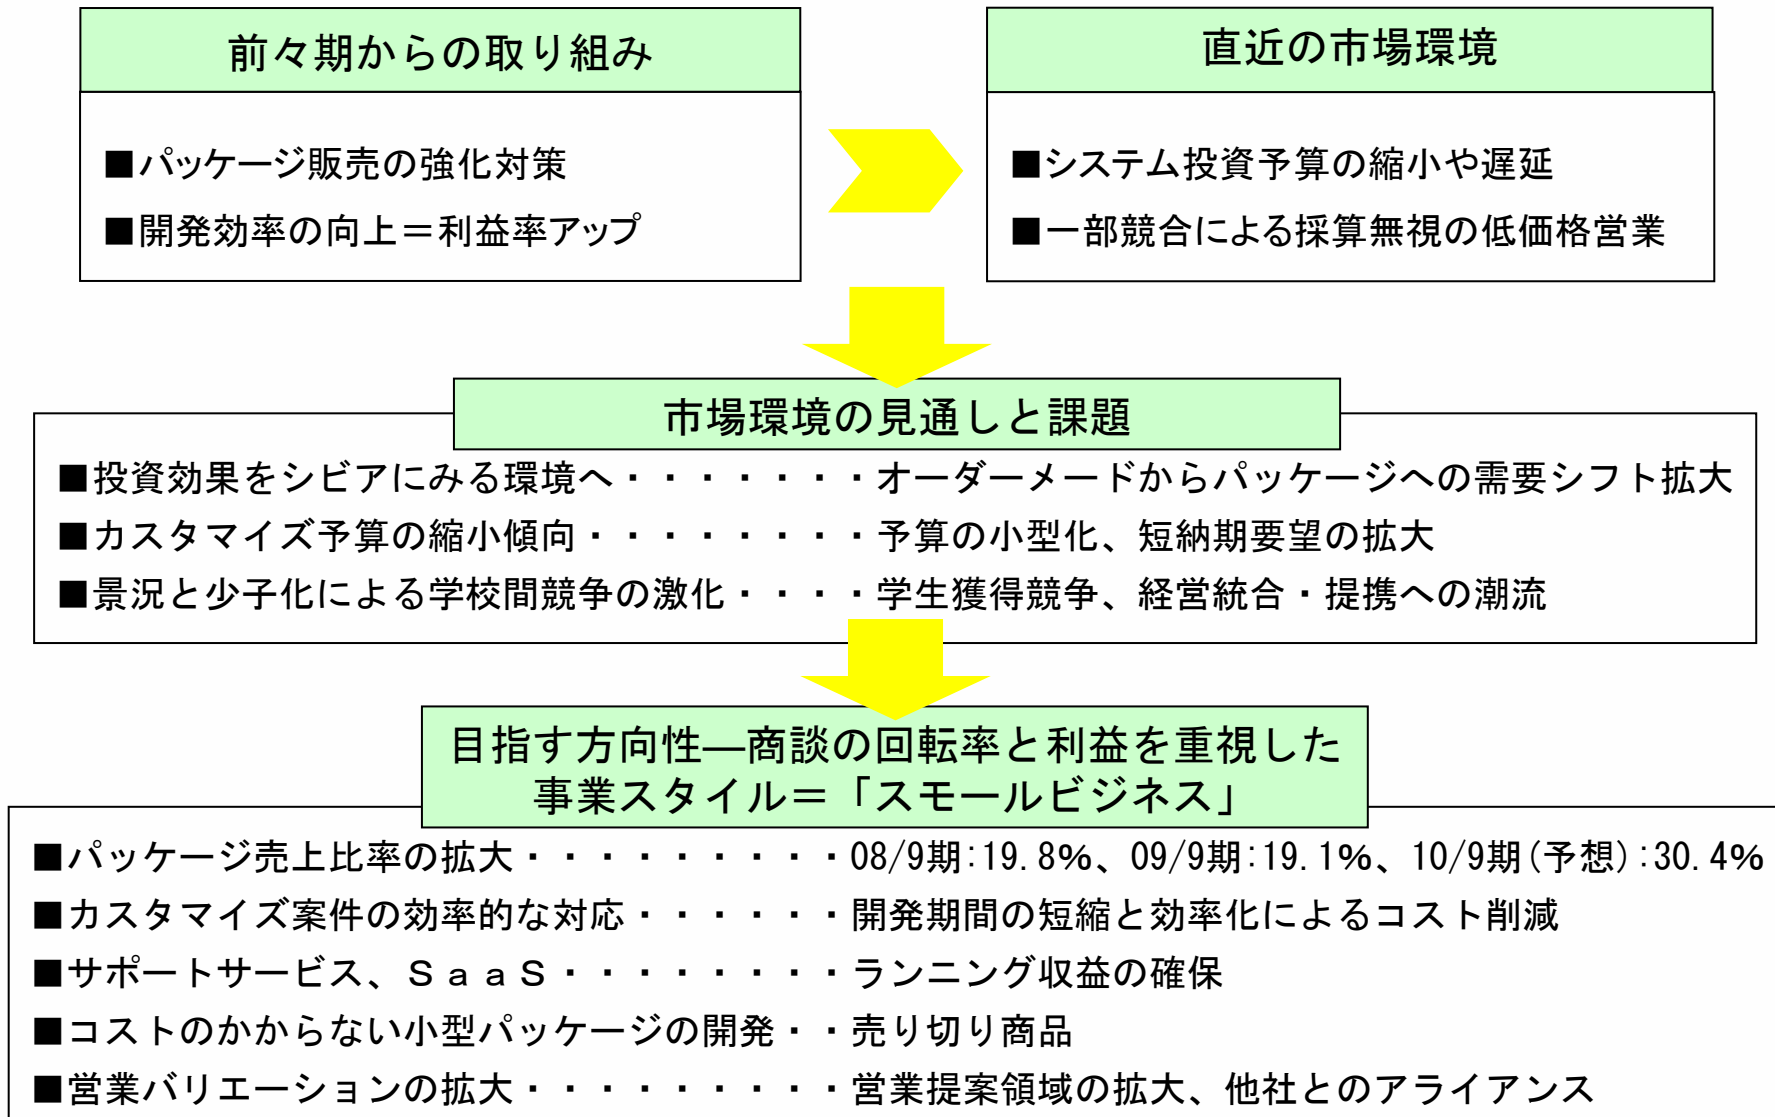 前々期からの取り組み
■パッケージ販売の強化対策
■開発効率の向上＝利益率アップ
直近の市場環境
■システム投資予算の縮小や遅延
■一部競合による採算無視の低価格営業
市場環境の見通しと課題
■投資効果をシビアにみる環境へ・・・・・・・オーダーメードからパッケージへの需要シフト拡大
■カスタマイズ予算の縮小傾向・・・・・・・・予算の小型化、短納期要望の拡大
■景況と少子化による学校間競争の激化・・・・学生獲得競争、経営統合・提携への潮流
目指す方向性―商談の回転率と利益を重視した
事業スタイル＝「スモールビジネス」
■パッケージ売上比率の拡大・・・・・・・・・08/9期:19.8%、09/9期:19.1%、10/9期(予想):30.4%
■カスタマイズ案件の効率的な対応・・・・・・開発期間の短縮と効率化によるコスト削減
■サポートサービス、ＳａａＳ・・・・・・・・ランニング収益の確保
■コストのかからない小型パッケージの開発・・売り切り商品
■営業バリエーションの拡大・・・・・・・・・営業提案領域の拡大、他社とのアライアンス